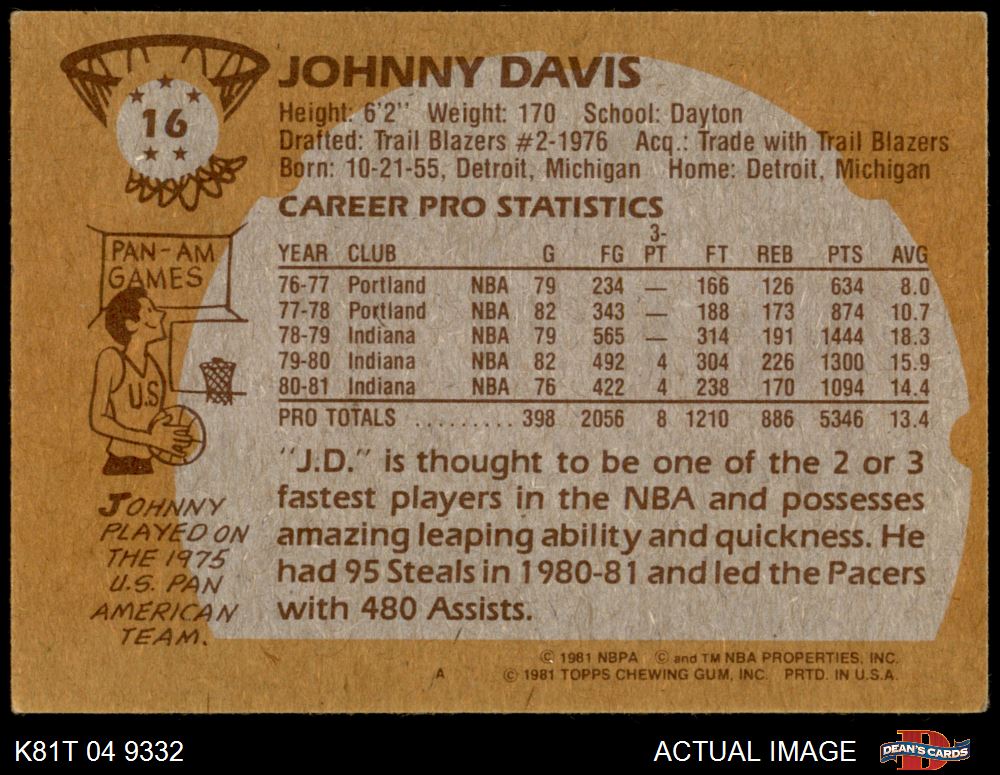 16
JOHNNY DAVIS
Height: 6'2" Weight: 170 School: Dayton
Drafted: Trail Blazers #2-1976 Acq.: Trade with Trail Blazers
Born: 10-21-55, Detroit, Michigan Home: Detroit, Michigan
CAREER PRO STATISTICS
YEAR CLUB G FG 3-PT FT REB PTS AVG
76-77 Portland NBA 79 234 — 166 126 634 8.0
77-78 Portland NBA 82 343 — 188 173 874 10.7
78-79 Indiana NBA 79 565 — 314 191 1444 18.3
79-80 Indiana NBA 82 492 4 304 226 1300 15.9
80-81 Indiana NBA 76 422 4 238 170 1094 14.4
PRO TOTALS ......... 398 2056 8 1210 886 5346 13.4
"J.D." is thought to be one of the 2 or 3
fastest players in the NBA and possesses
amazing leaping ability and quickness. He
had 95 Steals in 1980-81 and led the Pacers
with 480 Assists.
PAN-AM
GAMES
U.S.
JOHNNY
PLAYED ON
THE 1975
U.S. PAN
AMERICAN
TEAM.
© 1981 NBPA © and TM NBA PROPERTIES, INC.
A © 1981 TOPPS CHEWING GUM, INC. PRTD. IN U.S.A.
K81T 04 9332
ACTUAL IMAGE
D
DEAN'S CARDS